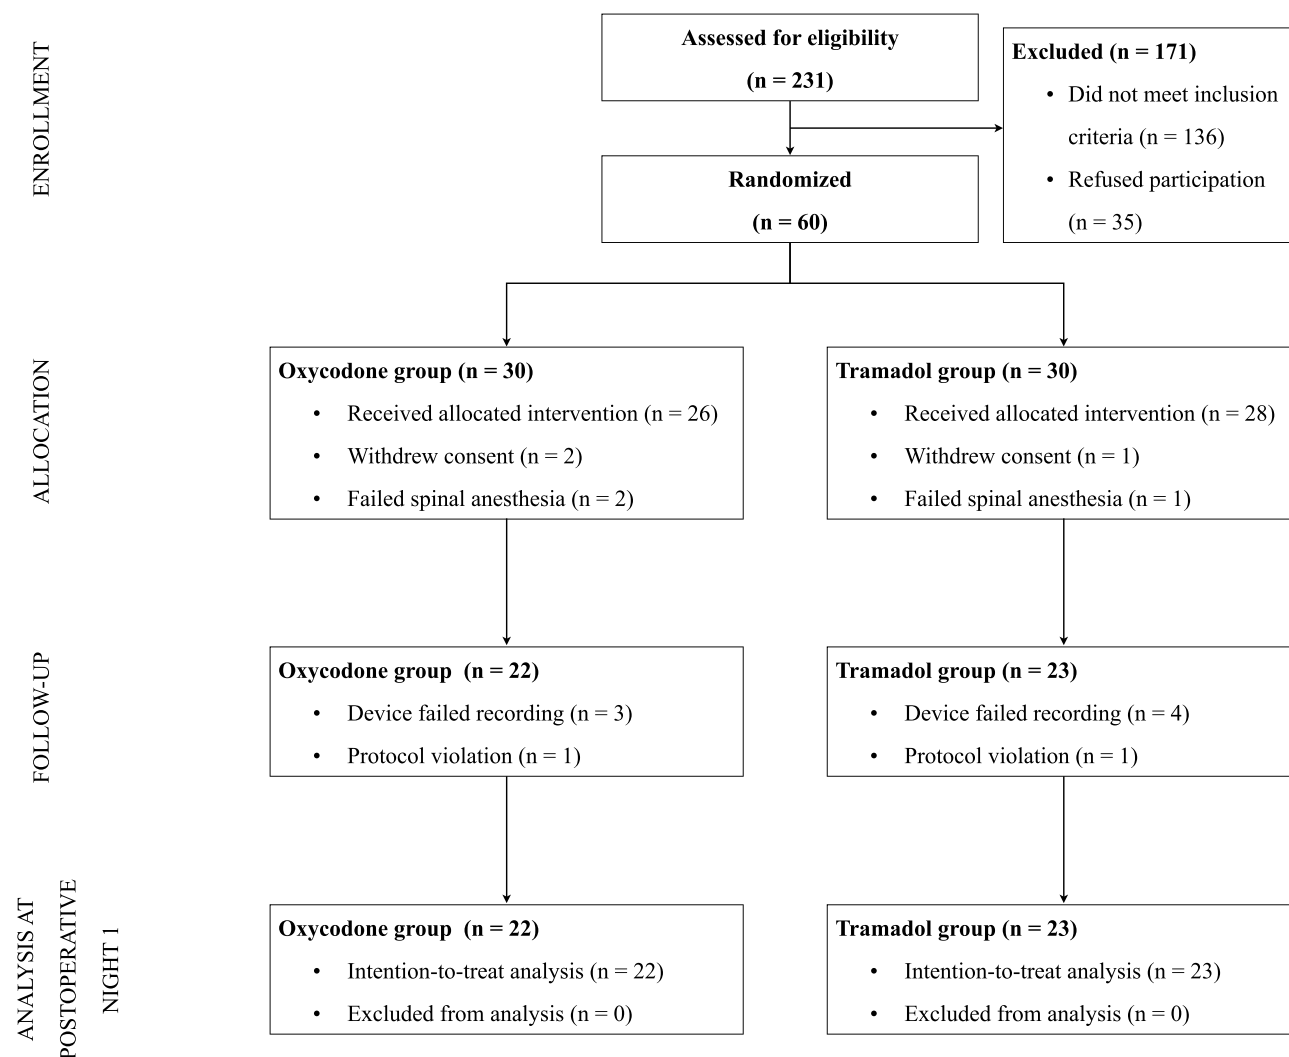 ENROLLMENT
Assessed for eligibility
(n = 231)
Excluded (n = 171)
• Did not meet inclusion
criteria (n = 136)
• Refused participation
(n = 35)
Randomized
(n = 60)
ALLOCATION
Oxycodone group (n = 30)
• Received allocated intervention (n = 26)
• Withdrew consent (n = 2)
• Failed spinal anesthesia (n = 2)
Tramadol group (n = 30)
• Received allocated intervention (n = 28)
• Withdrew consent (n = 1)
• Failed spinal anesthesia (n = 1)
FOLLOW-UP
Oxycodone group (n = 22)
• Device failed recording (n = 3)
• Protocol violation (n = 1)
Tramadol group (n = 23)
• Device failed recording (n = 4)
• Protocol violation (n = 1)
ANALYSIS AT
POSTOPERATIVE
NIGHT 1
Oxycodone group (n = 22)
• Intention-to-treat analysis (n = 22)
• Excluded from analysis (n = 0)
Tramadol group (n = 23)
• Intention-to-treat analysis (n = 23)
• Excluded from analysis (n = 0)